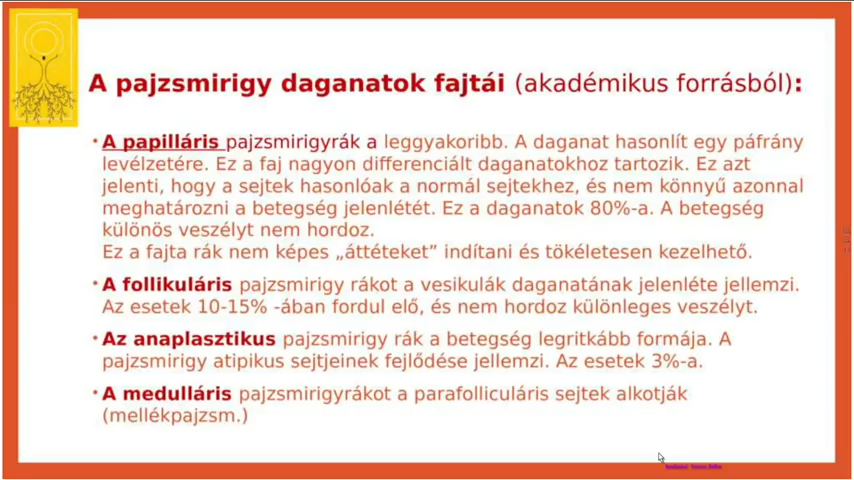 A pajzsmirigy daganatok fajtái (akadémikus forrásból):
• A papilláris pajzsmirigyrák a leggyakoribb. A daganat hasonlít egy páfrány
levélzetére. Ez a faj nagyon differenciált daganatokhoz tartozik. Ez azt
jelenti, hogy a sejtek hasonlóak a normál sejtekhez, és nem könnyű azonnal
meghatározni a betegség jelenlétét. Ez a daganatok 80%-a. A betegség
különös veszélyt nem hordoz.
Ez a fajta rák nem képes „áttéteket” indítani és tökéletesen kezelhető.
• A follikuláris pajzsmirigy rákot a vesikulák daganatának jelenléte jellemzi.
Az esetek 10-15% -ában fordul elő, és nem hordoz különleges veszélyt.
• Az anaplasztikus pajzsmirigy rák a betegség legritkább formája. A
pajzsmirigy atipikus sejtjeinek fejlődése jellemzi. Az esetek 3%-a.
• A medulláris pajzsmirigyrákot a parafolliculáris sejtek alkotják
(mellékpajzsm.)